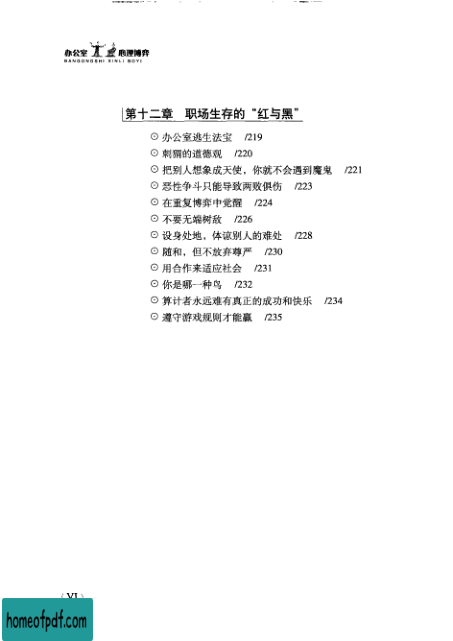 办公室 心理博弈
BANGONGSHI XINLI BOYI
第十二章 职场生存的“红与黑”
⊙ 办公室逃生法宝 /219
⊙ 刺猬的道德观 /220
⊙ 把别人想象成天使，你就不会遇到魔鬼 /221
⊙ 恶性争斗只能导致两败俱伤 /223
⊙ 在重复博弈中觉醒 /224
⊙ 不要无端树敌 /226
⊙ 设身处地，体谅别人的难处 /228
⊙ 随和，但不放弃尊严 /230
⊙ 用合作来适应社会 /231
⊙ 你是哪一种鸟 /232
⊙ 算计者永远难有真正的成功和快乐 /234
⊙ 遵守游戏规则才能赢 /235
VI
homeofpdf.com